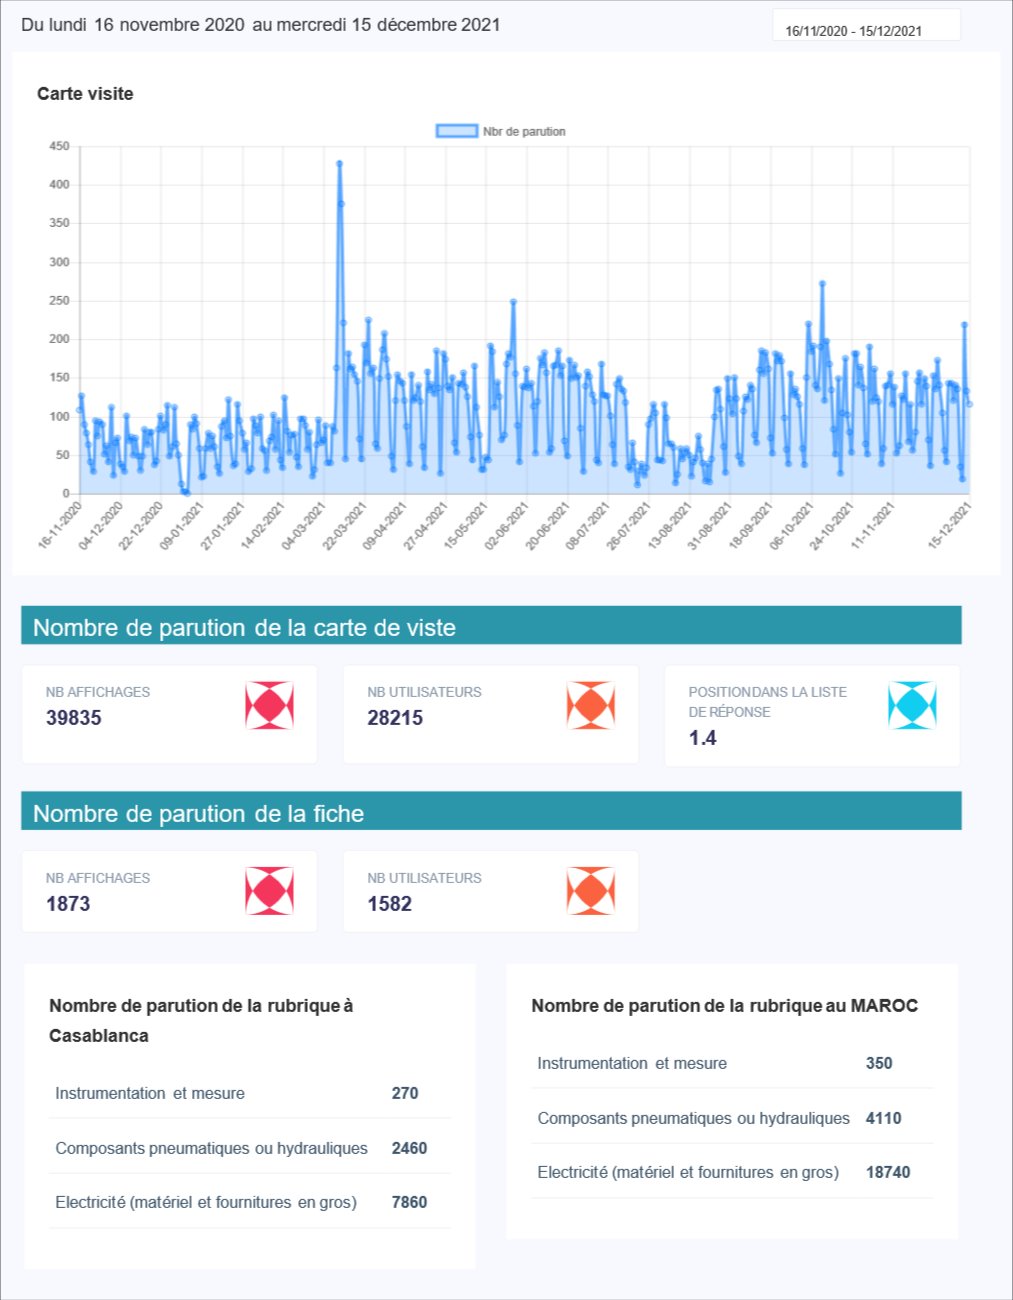 Du lundi 16 novembre 2020 au mercredi 15 décembre 2021
16/11/2020 - 15/12/2021
Carte visite
Nbr de parution
450
400
350
300
250
200
150
100
50
0
16-11-2020
04-12-2020
22-12-2020
09-01-2021
27-01-2021
14-02-2021
04-03-2021
22-03-2021
09-04-2021
27-04-2021
15-05-2021
02-06-2021
20-06-2021
08-07-2021
26-07-2021
13-08-2021
31-08-2021
18-09-2021
06-10-2021
24-10-2021
11-11-2021
15-12-2021
Nombre de parution de la carte de viste
NB AFFICHAGES
39835
NB UTILISATEURS
28215
POSITIONDANS LA LISTE
DE RÉPONSE
1.4
Nombre de parution de la fiche
NB AFFICHAGES
1873
NB UTILISATEURS
1582
Nombre de parution de la rubrique à
Casablanca
Instrumentation et mesure 270
Composants pneumatiques ou hydrauliques 2460
Electricité (matériel et fournitures en gros) 7860
Nombre de parution de la rubrique au MAROC
Instrumentation et mesure 350
Composants pneumatiques ou hydrauliques 4110
Electricité (matériel et fournitures en gros) 18740